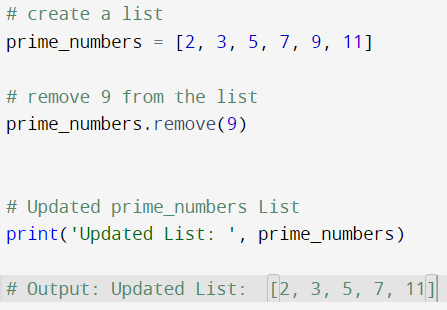 # create a list
prime_numbers = [2, 3, 5, 7, 9, 11]
# remove 9 from the list
prime_numbers.remove(9)
# Updated prime_numbers List
print('Updated List: ', prime_numbers)
# Output: Updated List:  [2, 3, 5, 7, 11]